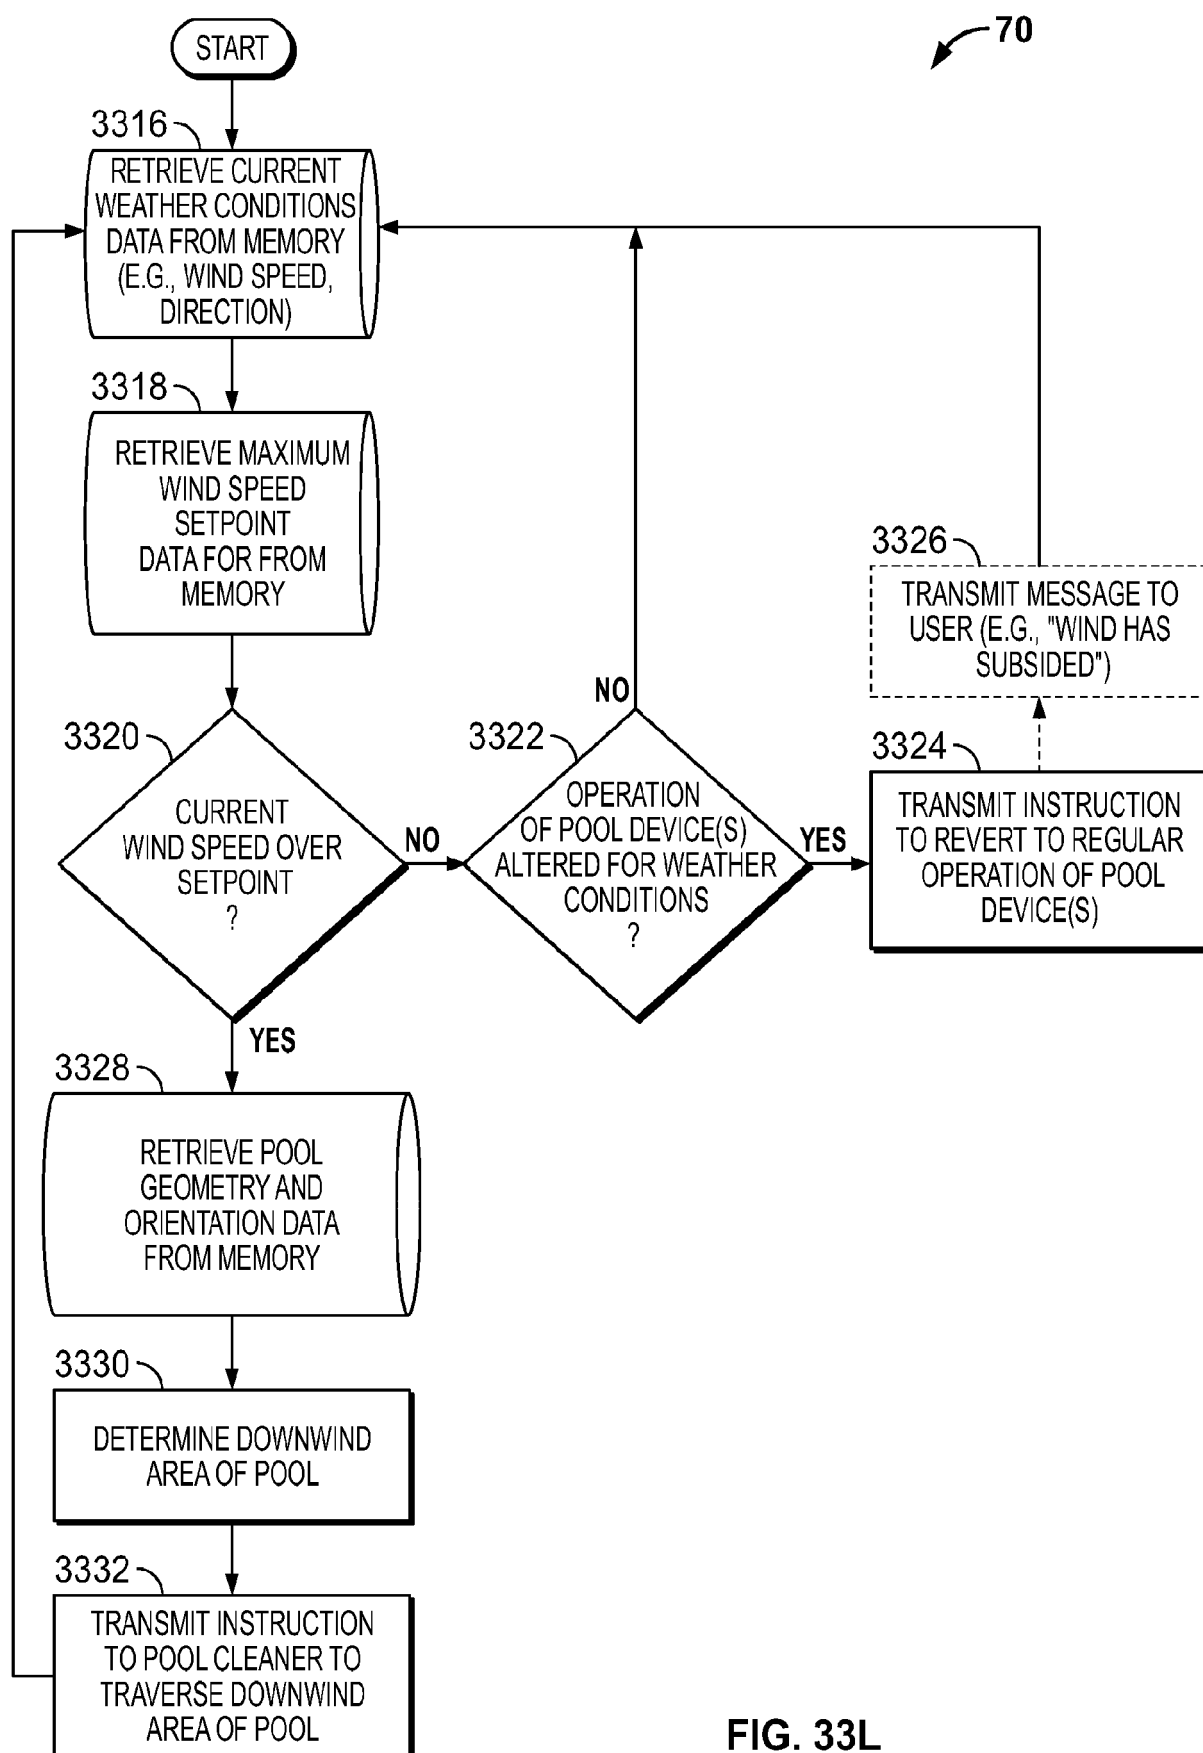 START
70
3316
RETRIEVE CURRENT
WEATHER CONDITIONS
DATA FROM MEMORY
(E.G., WIND SPEED,
DIRECTION)
3318
RETRIEVE MAXIMUM
WIND SPEED
SETPOINT
DATA FOR FROM
MEMORY
3320
CURRENT
WIND SPEED OVER
SETPOINT
?
NO
YES
3322
OPERATION
OF POOL DEVICE(S)
ALTERED FOR WEATHER
CONDITIONS
?
NO
YES
3324
TRANSMIT INSTRUCTION
TO REVERT TO REGULAR
OPERATION OF POOL
DEVICE(S)
3326
TRANSMIT MESSAGE TO
USER (E.G., "WIND HAS
SUBSIDED")
3328
RETRIEVE POOL
GEOMETRY AND
ORIENTATION DATA
FROM MEMORY
3330
DETERMINE DOWNWIND
AREA OF POOL
3332
TRANSMIT INSTRUCTION
TO POOL CLEANER TO
TRAVERSE DOWNWIND
AREA OF POOL
FIG. 33L